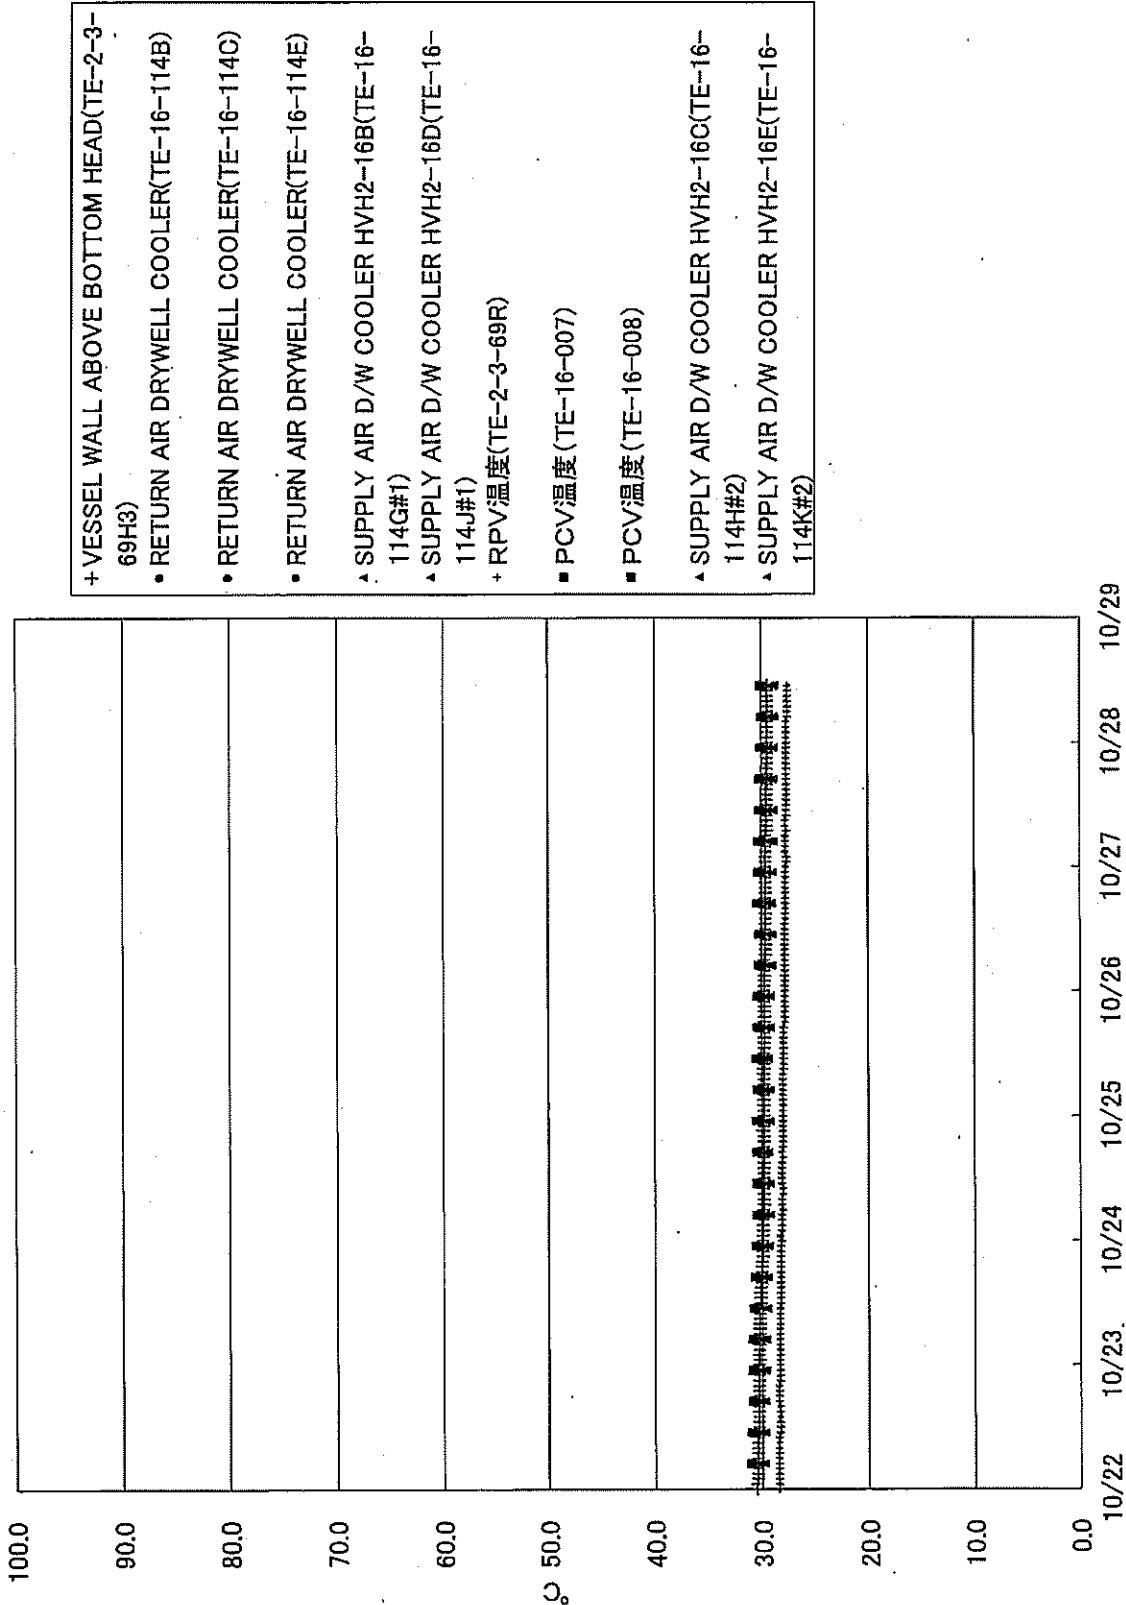 100.0
90.0
80.0
70.0
60.0
50.0
40.0
30.0
20.0
10.0
0.0
℃
10/22
10/23
10/24
10/25
10/26
10/27
10/28
10/29
+VESSEL WALL ABOVE BOTTOM HEAD(TE-2-3-
69H3)
• RETURN AIR DRYWELL COOLER(TE-16-114B)
• RETURN AIR DRYWELL COOLER(TE-16-114C)
• RETURN AIR DRYWELL COOLER(TE-16-114E)
▲ SUPPLY AIR D/W COOLER HVH2-16B(TE-16-
114G#1)
▲ SUPPLY AIR D/W COOLER HVH2-16D(TE-16-
114J#1)
+ RPV温度(TE-2-3-69R)
■ PCV温度(TE-16-007)
■ PCV温度(TE-16-008)
▲ SUPPLY AIR D/W COOLER HVH2-16C(TE-16-
114H#2)
▲ SUPPLY AIR D/W COOLER HVH2-16E(TE-16-
114K#2)